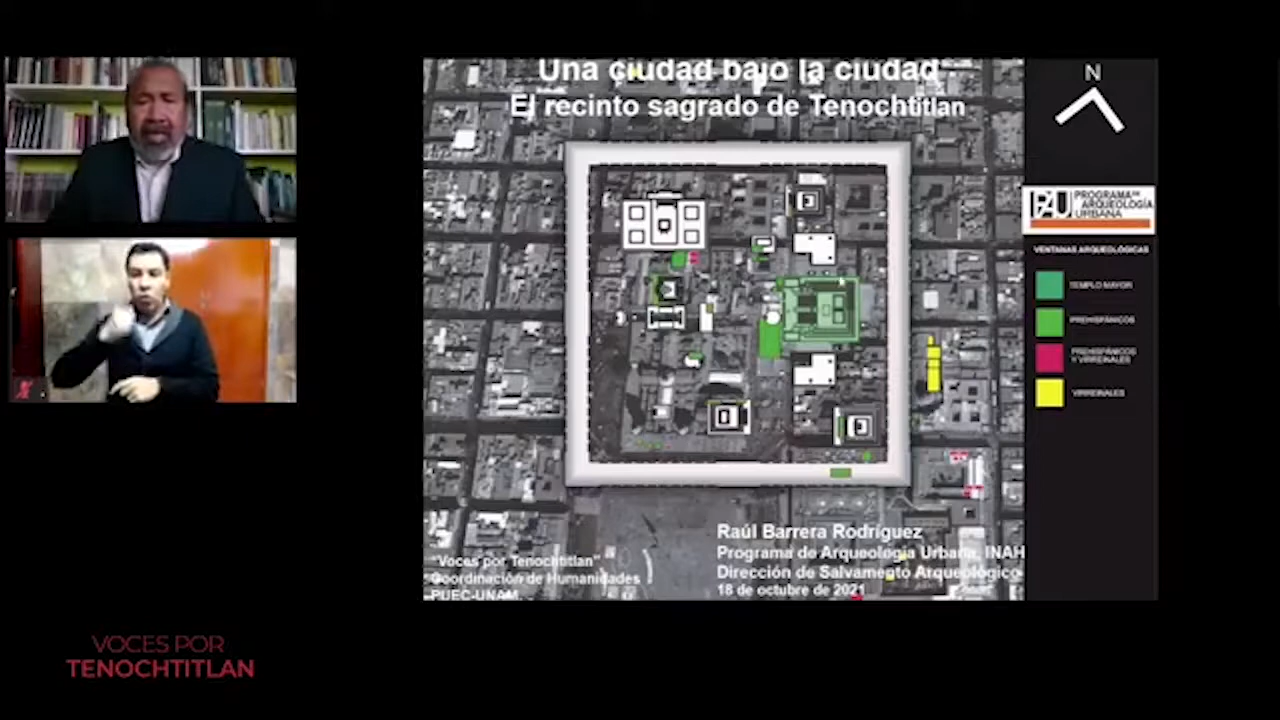 Una ciudad bajo la ciudad
El recinto sagrado de Tenochtitlan
N
PAU
PROGRAMA DE
ARQUEOLOGÍA
URBANA
VENTANAS ARQUEOLÓGICAS
TEMPLO MAYOR
PREHISPÁNICOS
PREHISPÁNICOS
Y VIRREINALES
VIRREINALES
Raúl Barrera Rodríguez
Programa de Arqueología Urbana, INAH
Dirección de Salvamento Arqueológico
18 de octubre de 2021
"Voces por Tenochtitlan"
Coordinación de Humanidades
PUEC-UNAM
VOCES POR
TENOCHTITLAN